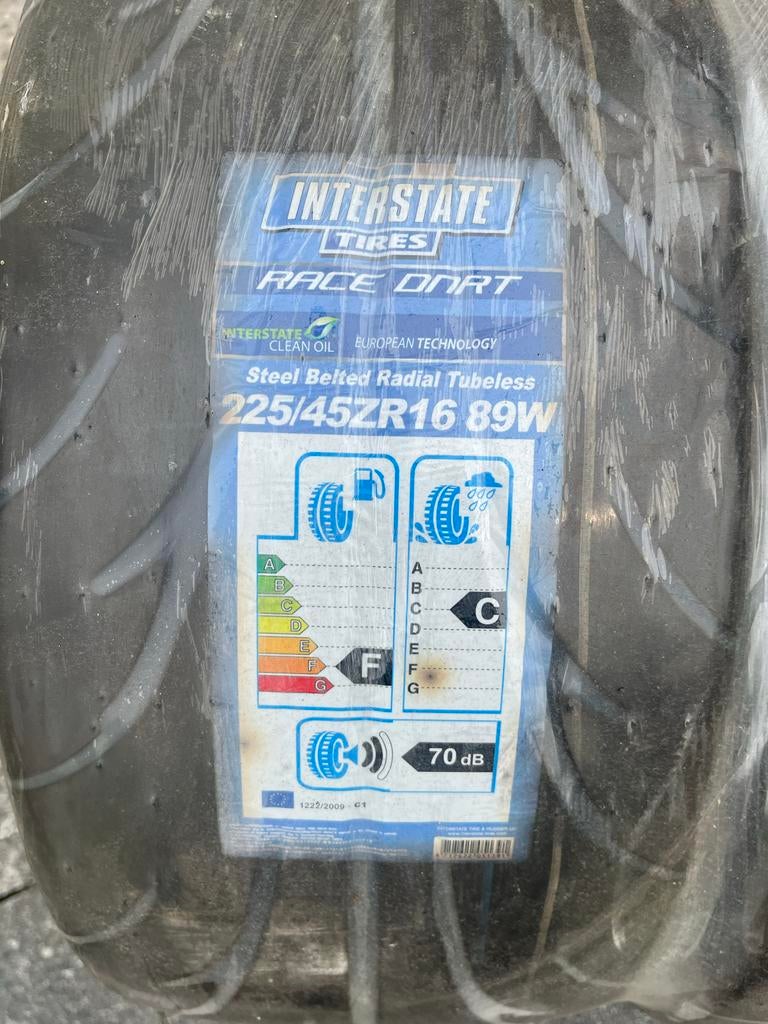 INTERSTATE
TIRES
RACE DNRT
INTERSTATE
CLEAN OIL
EUROPEAN TECHNOLOGY
Steel Belted Radial Tubeless
225/45ZR16 89W
A
B
C
D
E
F
G
F
A
B
C
D
E
F
G
C
70 dB
1222/2009 - C1